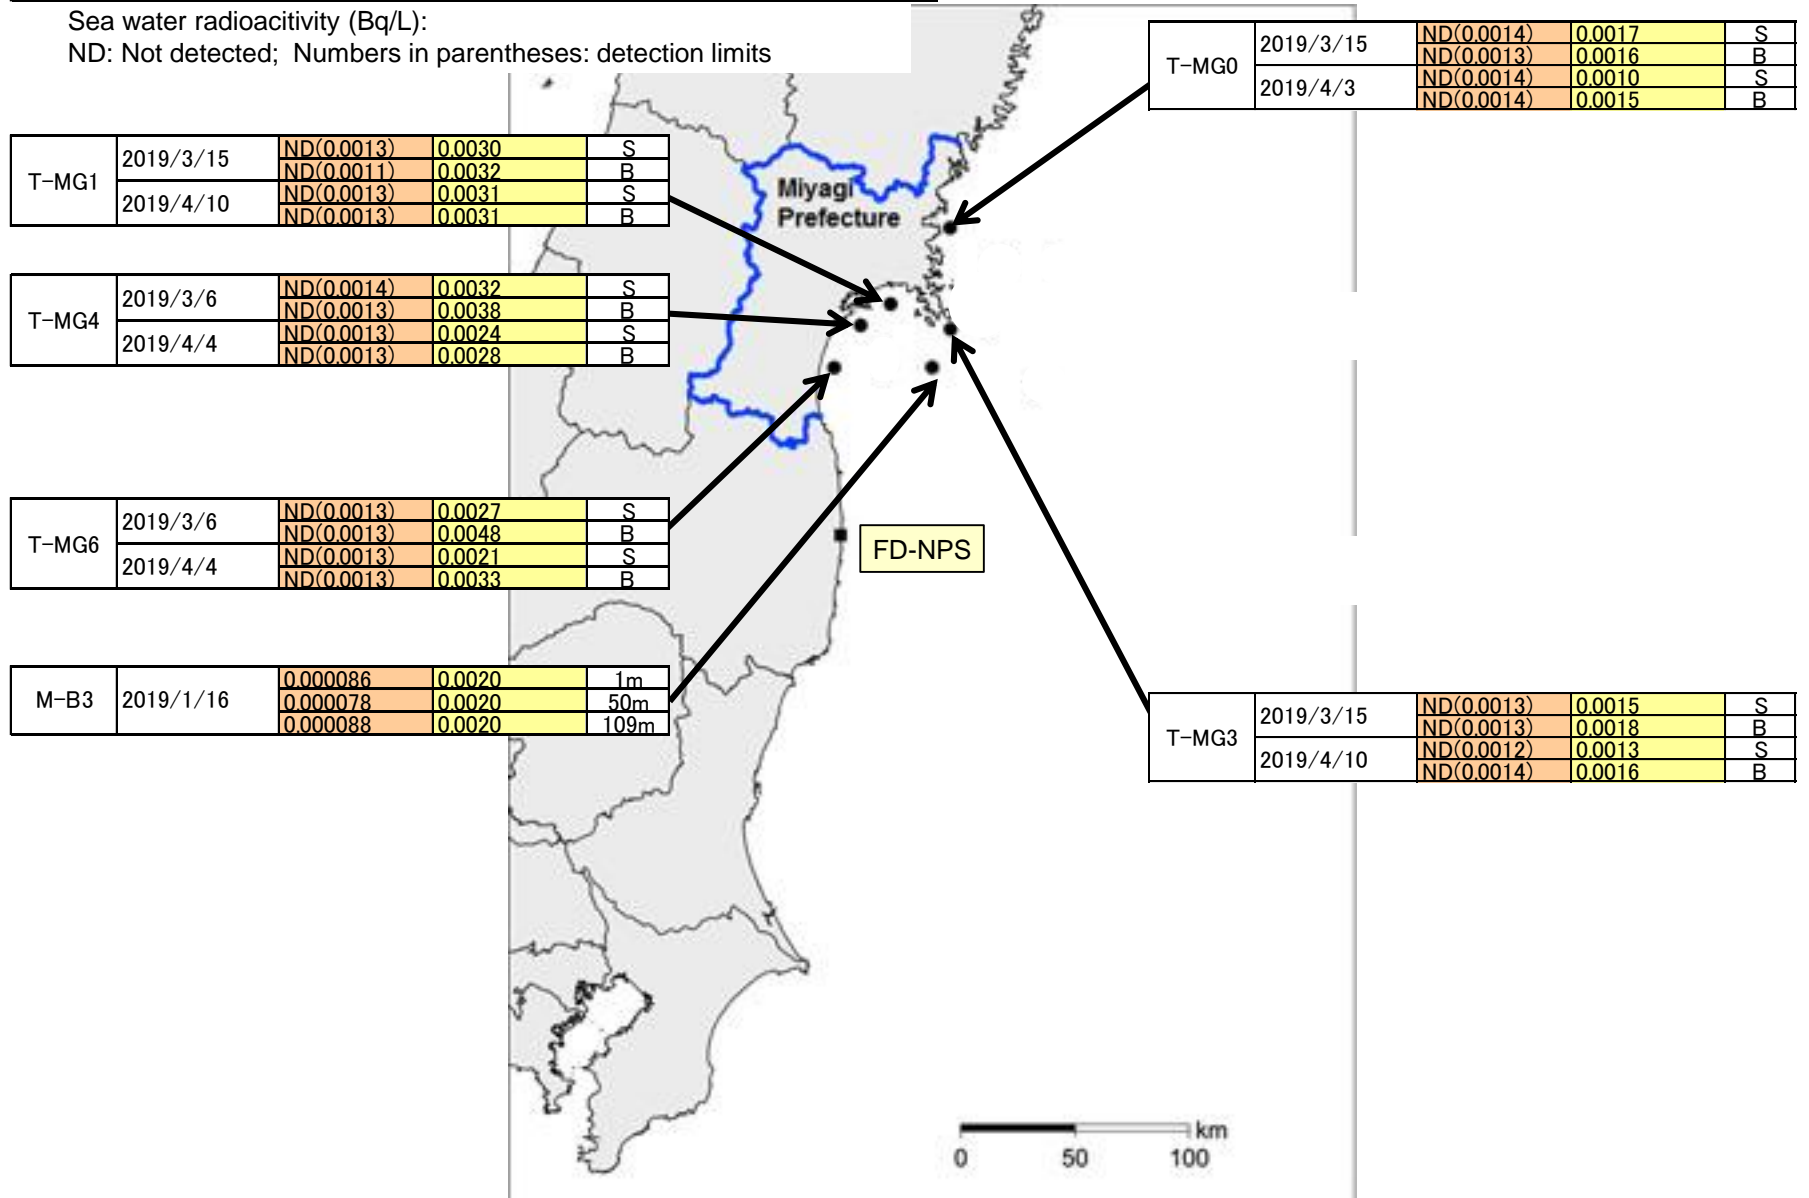 Sea water radioacitivity (Bq/L):
ND: Not detected; Numbers in parentheses: detection limits
T-MG0
2019/3/15
ND(0.0014) 0.0017 S
ND(0.0013) 0.0016 B
2019/4/3
ND(0.0014) 0.0010 S
ND(0.0014) 0.0015 B
T-MG1
2019/3/15
ND(0.0013) 0.0030 S
ND(0.0011) 0.0032 B
2019/4/10
ND(0.0013) 0.0031 S
ND(0.0013) 0.0031 B
Miyagi
Prefecture
T-MG4
2019/3/6
ND(0.0014) 0.0032 S
ND(0.0013) 0.0038 B
2019/4/4
ND(0.0013) 0.0024 S
ND(0.0013) 0.0028 B
T-MG6
2019/3/6
ND(0.0013) 0.0027 S
ND(0.0013) 0.0048 B
2019/4/4
ND(0.0013) 0.0021 S
ND(0.0013) 0.0033 B
FD-NPS
M-B3
2019/1/16
0.000086 0.0020 1m
0.000078 0.0020 50m
0.000088 0.0020 109m
T-MG3
2019/3/15
ND(0.0013) 0.0015 S
ND(0.0013) 0.0018 B
2019/4/10
ND(0.0012) 0.0013 S
ND(0.0014) 0.0016 B
km
0 50 100